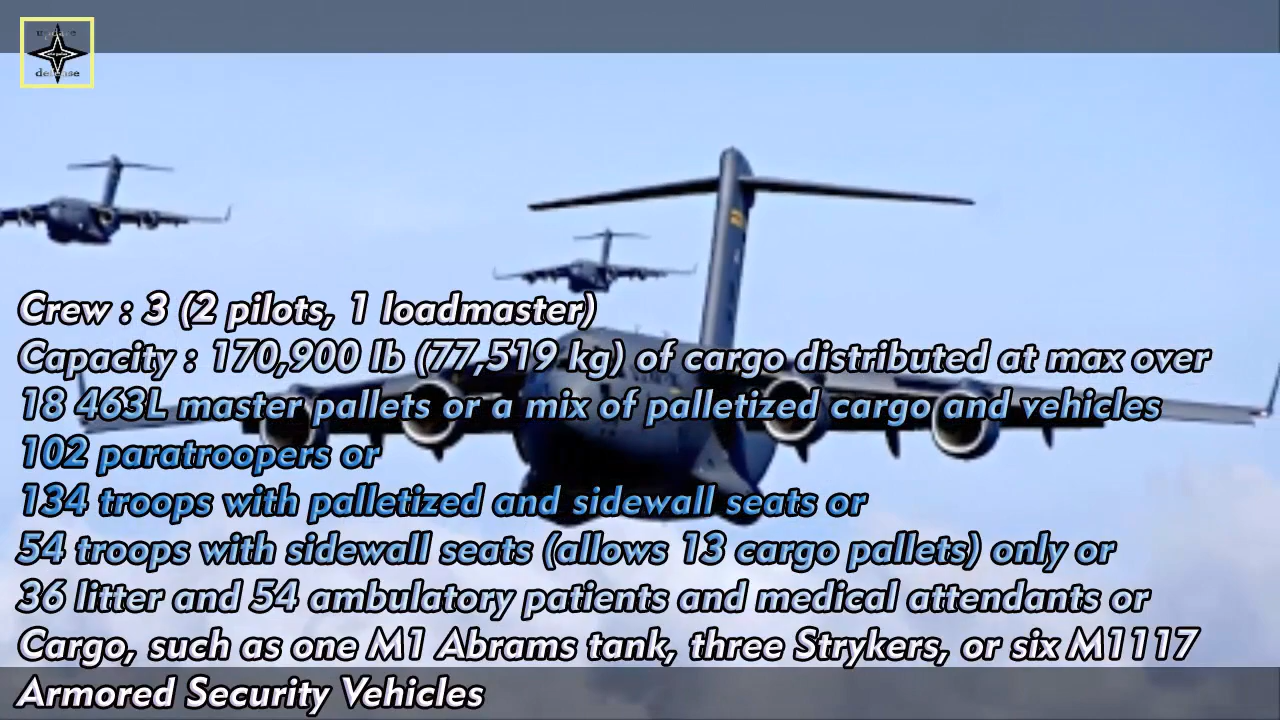 update
defense
Crew : 3 (2 pilots, 1 loadmaster)
Capacity : 170,900 lb (77,519 kg) of cargo distributed at max over
18 463L master pallets or a mix of palletized cargo and vehicles
102 paratroopers or
134 troops with palletized and sidewall seats or
54 troops with sidewall seats (allows 13 cargo pallets) only or
36 litter and 54 ambulatory patients and medical attendants or
Cargo, such as one M1 Abrams tank, three Strykers, or six M1117
Armored Security Vehicles